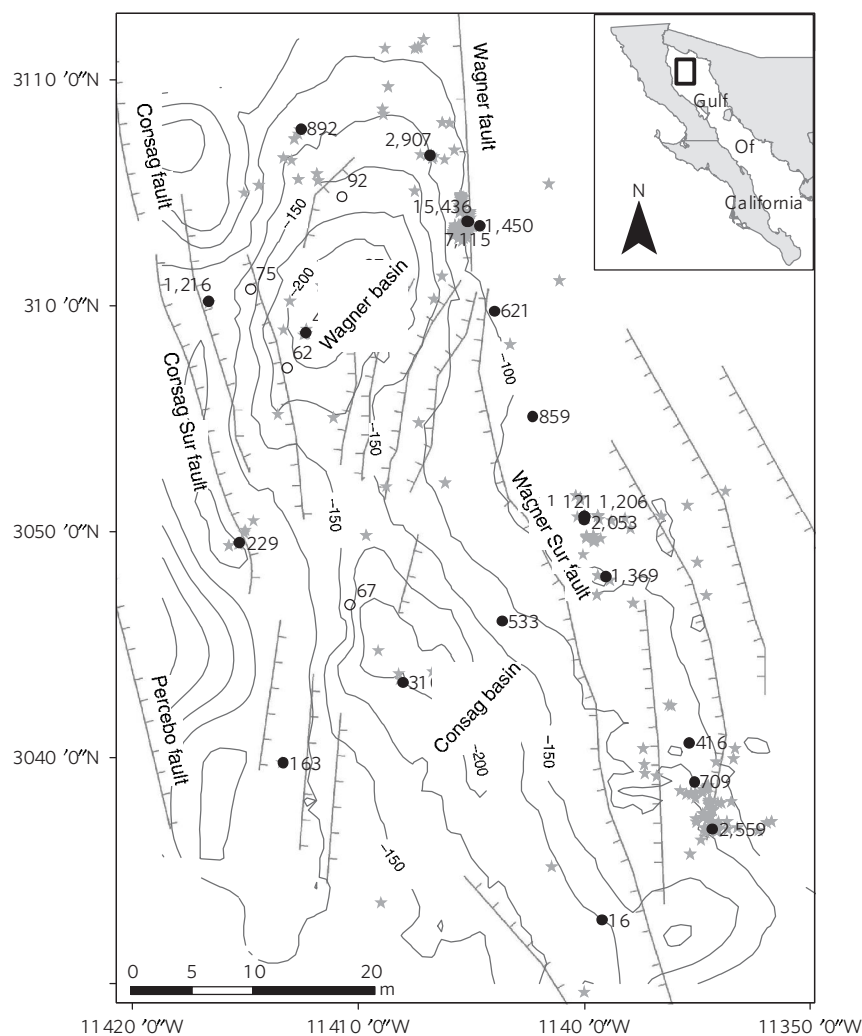 3110 ′0″N
310 ′0″N
3050 ′0″N
3040 ′0″N
11420 ′0″W
11410 ′0″W
1140 ′0″W
11350 ′0″W
Gulf
Of
California
N
Consag fault
Wagner fault
892
2,907
92
−150
15,436
1,450
7,115
1,216
75
−200
Wagner basin
621
62
−100
Consag Sur fault
859
−150
−150
Wagner Sur fault
1 121
1,206
2,053
229
1,369
67
533
31
Consag basin
Percebo fault
163
−200
−150
416
709
2,559
−150
16
0
5
10
20
m